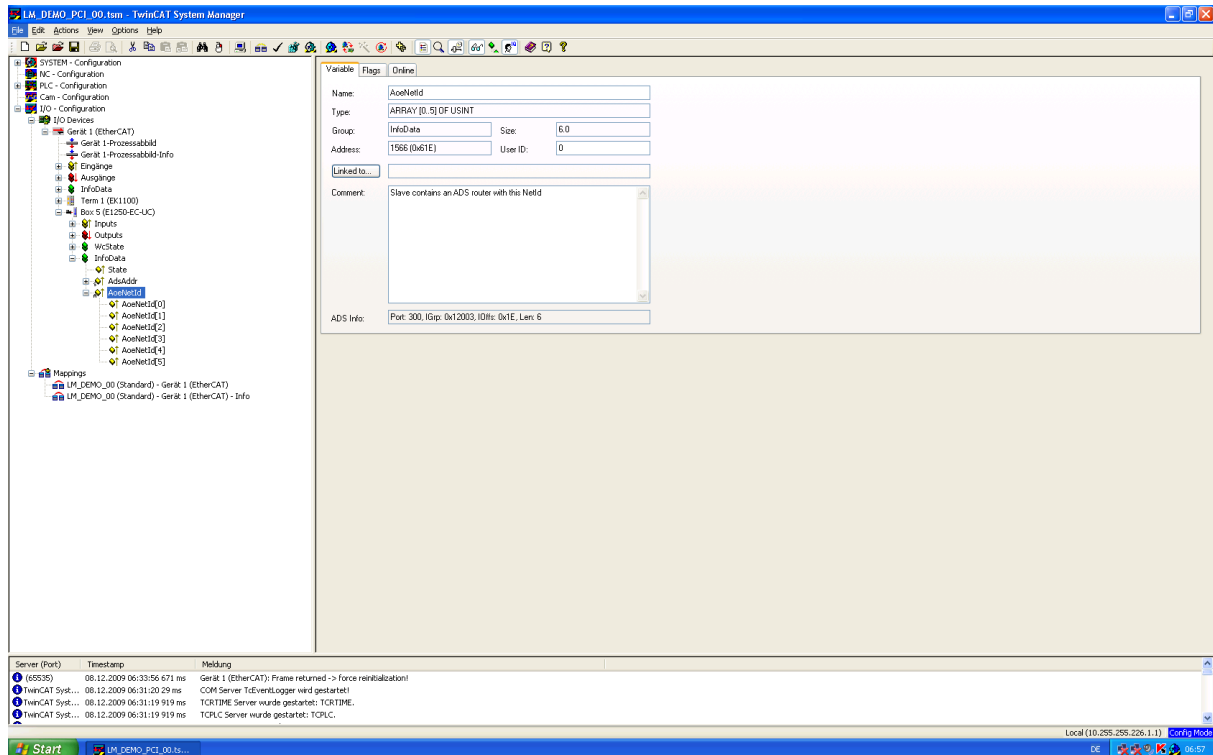 LM_DEMO_PCI_00.tsm - TwinCAT System Manager
File Edit Actions View Options Help
SYSTEM - Configuration
NC - Configuration
PLC - Configuration
Cam - Configuration
I/O - Configuration
I/O Devices
Gerät 1 (EtherCAT)
Gerät 1-Prozessabbild
Gerät 1-Prozessabbild-Info
Eingänge
Ausgänge
InfoData
Term 1 (EK1100)
Box 5 (E1250-EC-UC)
Inputs
Outputs
WcState
InfoData
State
AdsAddr
AoeNetId
AoeNetId[0]
AoeNetId[1]
AoeNetId[2]
AoeNetId[3]
AoeNetId[4]
AoeNetId[5]
Mappings
LM_DEMO_00 (Standard) - Gerät 1 (EtherCAT)
LM_DEMO_00 (Standard) - Gerät 1 (EtherCAT) - Info
Variable Flags Online
Name: AoeNetId
Type: ARRAY [0..5] OF USINT
Group: InfoData Size: 6.0
Address: 1566 (0x61E) User ID: 0
Linked to...
Comment: Slave contains an ADS router with this NetId
ADS Info: Port: 300, IGrp: 0x12003, IOffs: 0x1E, Len: 6
Server (Port) Timestamp Meldung
(65535) 08.12.2009 06:33:56 671 ms Gerät 1 (EtherCAT): Frame returned -> force reinitialization!
TwinCAT Syst... 08.12.2009 06:31:20 29 ms COM Server TcEventLogger wird gestartet!
TwinCAT Syst... 08.12.2009 06:31:19 919 ms TCRTIME Server wurde gestartet: TCRTIME.
TwinCAT Syst... 08.12.2009 06:31:19 919 ms TCPLC Server wurde gestartet: TCPLC.
Local (10.255.255.226.1.1) Config Mode
Start LM_DEMO_PCI_00.ts... DE 06:57